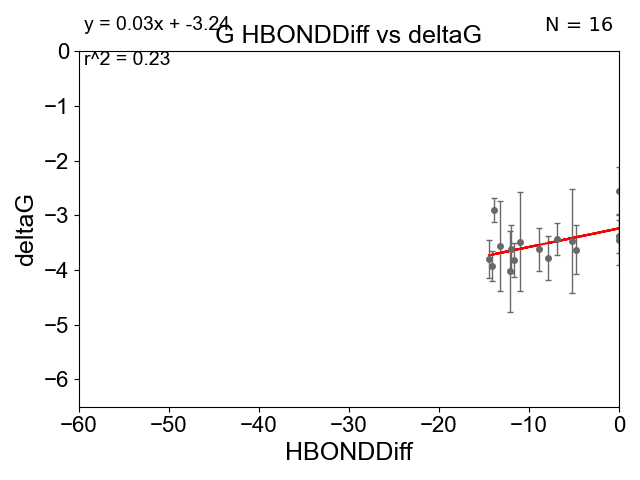 y = 0.03x + -3.24
N = 16
G HBONDDiff vs deltaG
r^2 = 0.23
0
−1
−2
−3
−4
−5
−6
deltaG
−60 −50 −40 −30 −20 −10 0
HBONDDiff